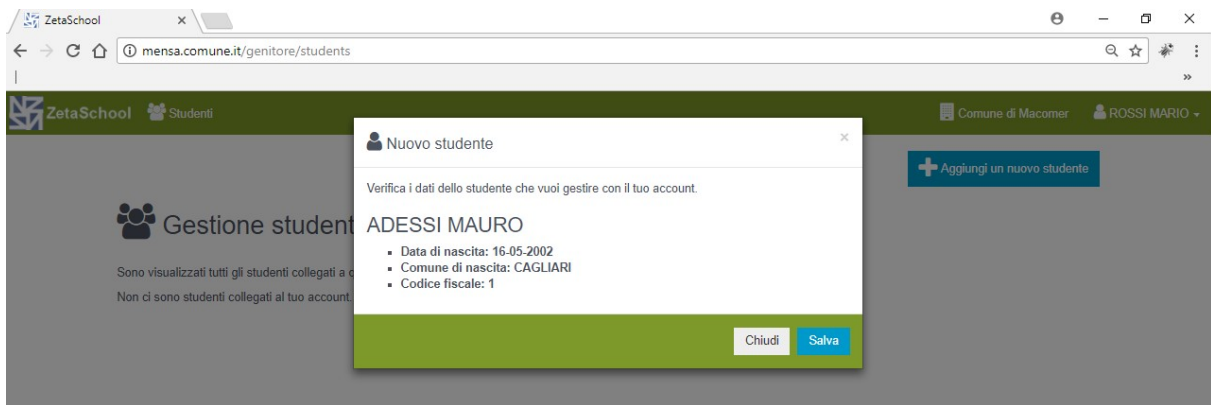 ZetaSchool
mensa.comune.it/genitore/students
ZetaSchool
Studenti
Comune di Macomer
ROSSI MARIO
Nuovo studente
×
Aggiungi un nuovo studente
Verifica i dati dello studente che vuoi gestire con il tuo account.
Gestione student
ADESSI MAURO
Data di nascita: 16-05-2002
Comune di nascita: CAGLIARI
Codice fiscale: 1
Sono visualizzati tutti gli studenti collegati a
Non ci sono studenti collegati al tuo account.
Chiudi
Salva